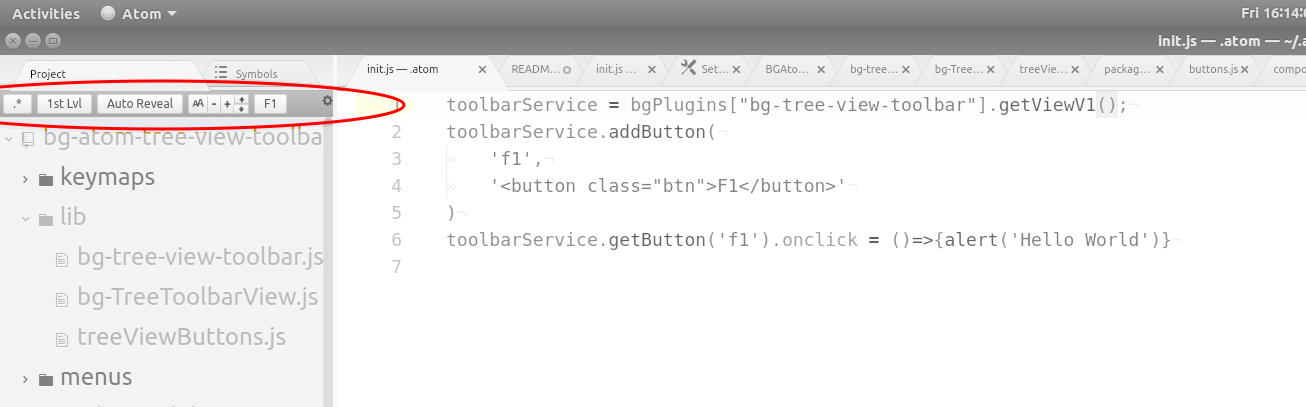 Activities Atom Fri 16:14:
init.js — .atom — ~/.a
Project Symbols
init.js — .atom READM... init.js ... Set... BGAto... bg-tree... bg-Tree... treeVie... packag... buttons.js compo
.* 1st Lvl Auto Reveal AA - + F1
1 toolbarService = bgPlugins["bg-tree-view-toolbar"].getViewV1();¬
2 toolbarService.addButton(¬
3 » 'f1',¬
4 » '<button class="btn">F1</button>'¬
5 )¬
6 toolbarService.getButton('f1').onclick = ()=>{alert('Hello World')}¬
7
bg-atom-tree-view-toolba
keymaps
lib
bg-tree-view-toolbar.js
bg-TreeToolbarView.js
treeViewButtons.js
menus